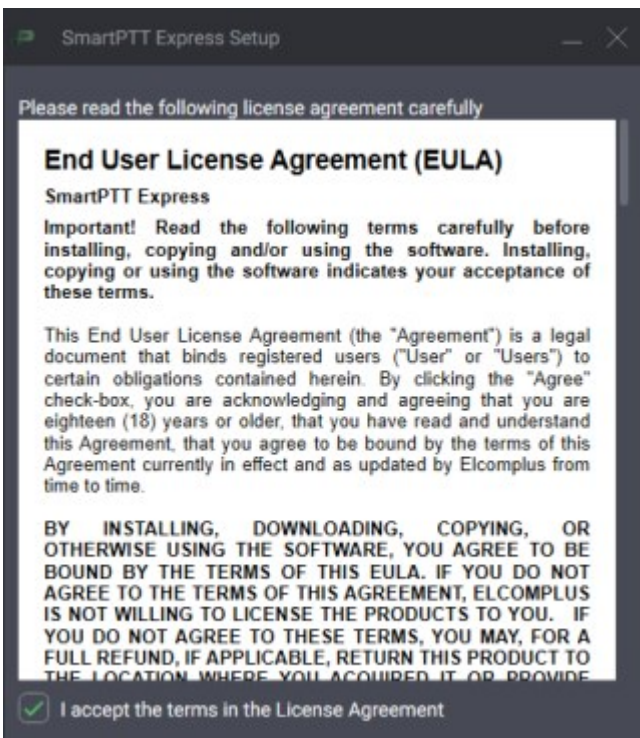 SmartPTT Express Setup
Please read the following license agreement carefully
End User License Agreement (EULA)
SmartPTT Express
Important! Read the following terms carefully before
installing, copying and/or using the software. Installing,
copying or using the software indicates your acceptance of
these terms.
This End User License Agreement (the "Agreement") is a legal
document that binds registered users ("User" or "Users") to
certain obligations contained herein. By clicking the "Agree"
check-box, you are acknowledging and agreeing that you are
eighteen (18) years or older, that you have read and understand
this Agreement, that you agree to be bound by the terms of this
Agreement currently in effect and as updated by Elcomplus from
time to time.
BY INSTALLING, DOWNLOADING, COPYING, OR
OTHERWISE USING THE SOFTWARE, YOU AGREE TO BE
BOUND BY THE TERMS OF THIS EULA. IF YOU DO NOT
AGREE TO THE TERMS OF THIS AGREEMENT, ELCOMPLUS
IS NOT WILLING TO LICENSE THE PRODUCTS TO YOU. IF
YOU DO NOT AGREE TO THESE TERMS, YOU MAY, FOR A
FULL REFUND, IF APPLICABLE, RETURN THIS PRODUCT TO
THE LOCATION WHERE YOU ACQUIRED IT OR PROVIDE
I accept the terms in the License Agreement